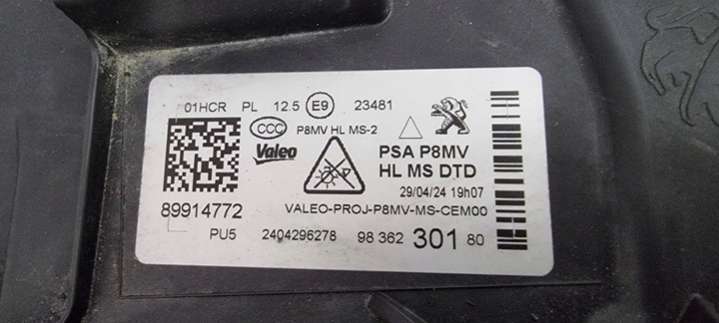 01HCR PL 12.5 E9 23481
CCC P8MV HL MS-2
Valeo PSA P8MV
HL MS DTD
29/04/24 19h07
89914772 VALEO-PROJ-P8MV-MS-CEM00
PU5 2404296278 98 362 301 80